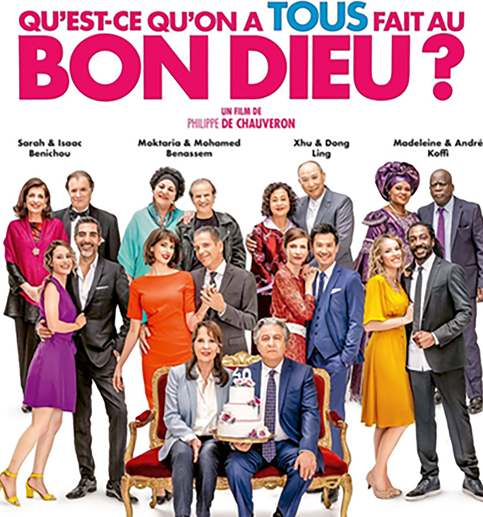 QU'EST-CE QU'ON A TOUS FAIT AU
BON DIEU ?
UN FILM DE
PHILIPPE DE CHAUVERON
Sarah & Isaac
Benichou
Moktaria & Mohamed
Benassem
Xhu & Dong
Ling
Madeleine & André
Koffi
40